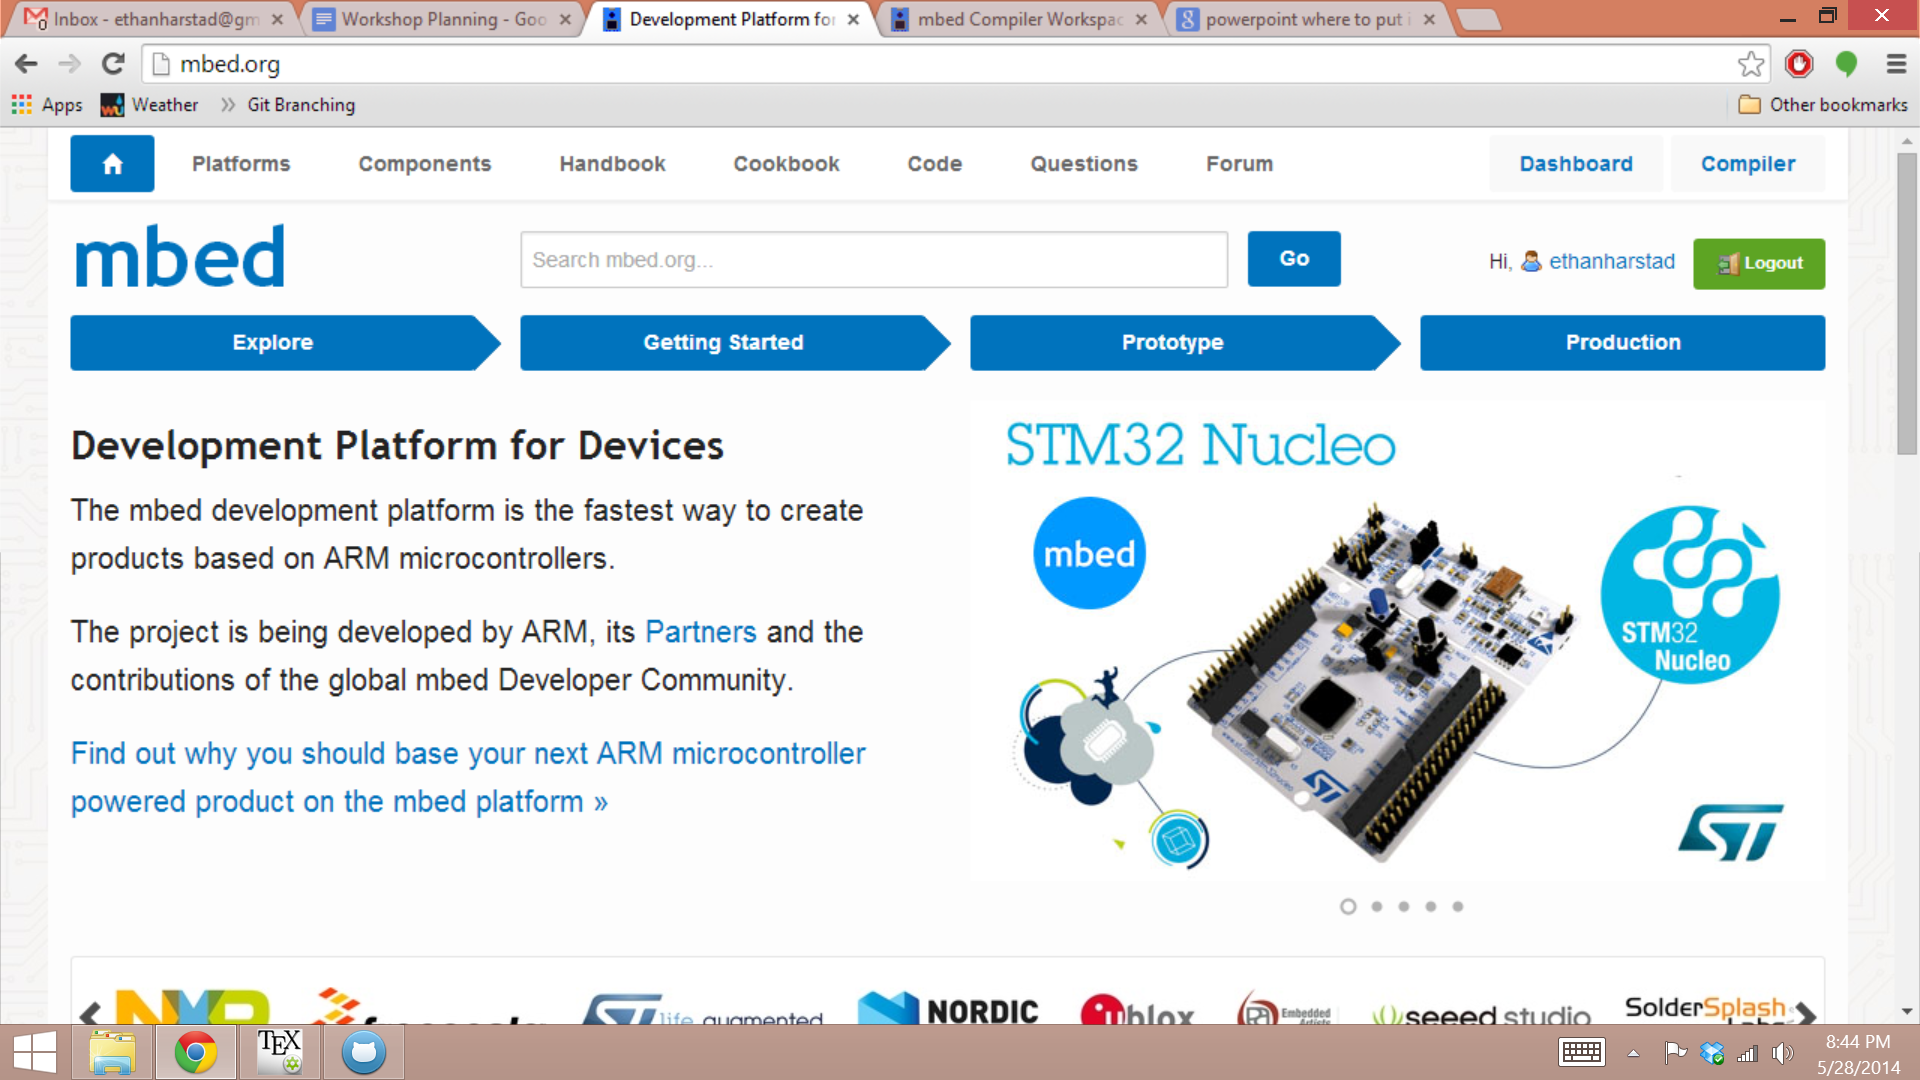 Inbox - ethanharstad@gm
Workshop Planning - Goo
Development Platform for
mbed Compiler Workspac
powerpoint where to put i
mbed.org
Apps
Weather
Git Branching
Other bookmarks
Platforms
Components
Handbook
Cookbook
Code
Questions
Forum
Dashboard
Compiler
mbed
Search mbed.org...
Go
Hi, ethanharstad
Logout
Explore
Getting Started
Prototype
Production
Development Platform for Devices
The mbed development platform is the fastest way to create
products based on ARM microcontrollers.
The project is being developed by ARM, its Partners and the
contributions of the global mbed Developer Community.
Find out why you should base your next ARM microcontroller
powered product on the mbed platform »
STM32 Nucleo
mbed
STM32
Nucleo
ST
ST
NXP
freescale
ST life.augmented
NORDIC
ublox
Embedded
Artists
seeed studio
SolderSplash
Labs
TEX
8:44 PM
5/28/2014